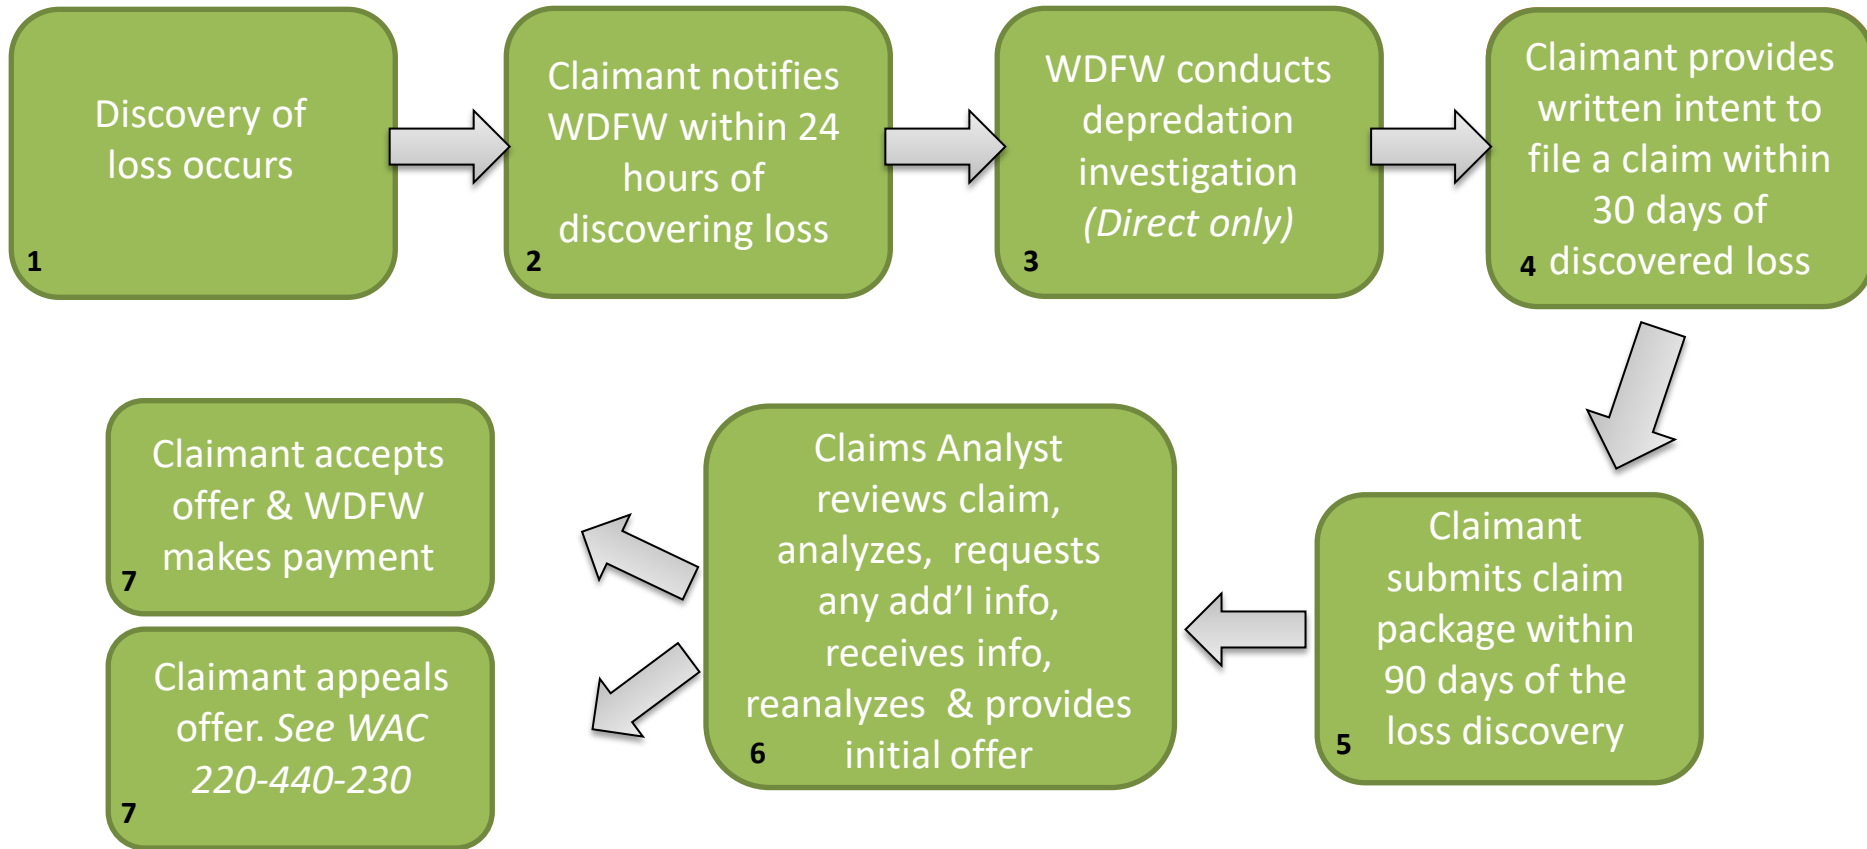 Discovery of
loss occurs
1
Claimant notifies
WDFW within 24
hours of
discovering loss
2
WDFW conducts
depredation
investigation
(Direct only)
3
Claimant provides
written intent to
file a claim within
30 days of
discovered loss
4
Claimant
submits claim
package within
90 days of the
loss discovery
5
Claims Analyst
reviews claim,
analyzes, requests
any add’l info,
receives info,
reanalyzes & provides
initial offer
6
Claimant accepts
offer & WDFW
makes payment
7
Claimant appeals
offer. See WAC
220-440-230
7